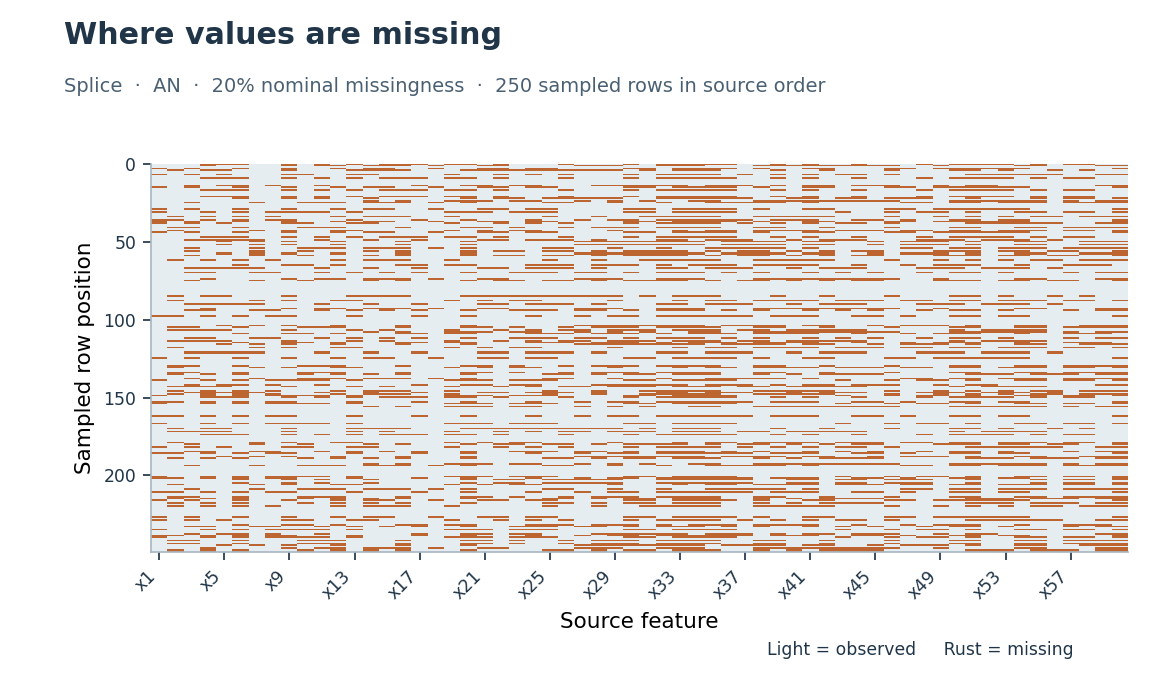 Where values are missing
Splice · AN · 20% nominal missingness · 250 sampled rows in source order
0
50
100
150
200
Sampled row position
x1 x5 x9 x13 x17 x21 x25 x29 x33 x37 x41 x45 x49 x53 x57
Source feature
Light = observed Rust = missing